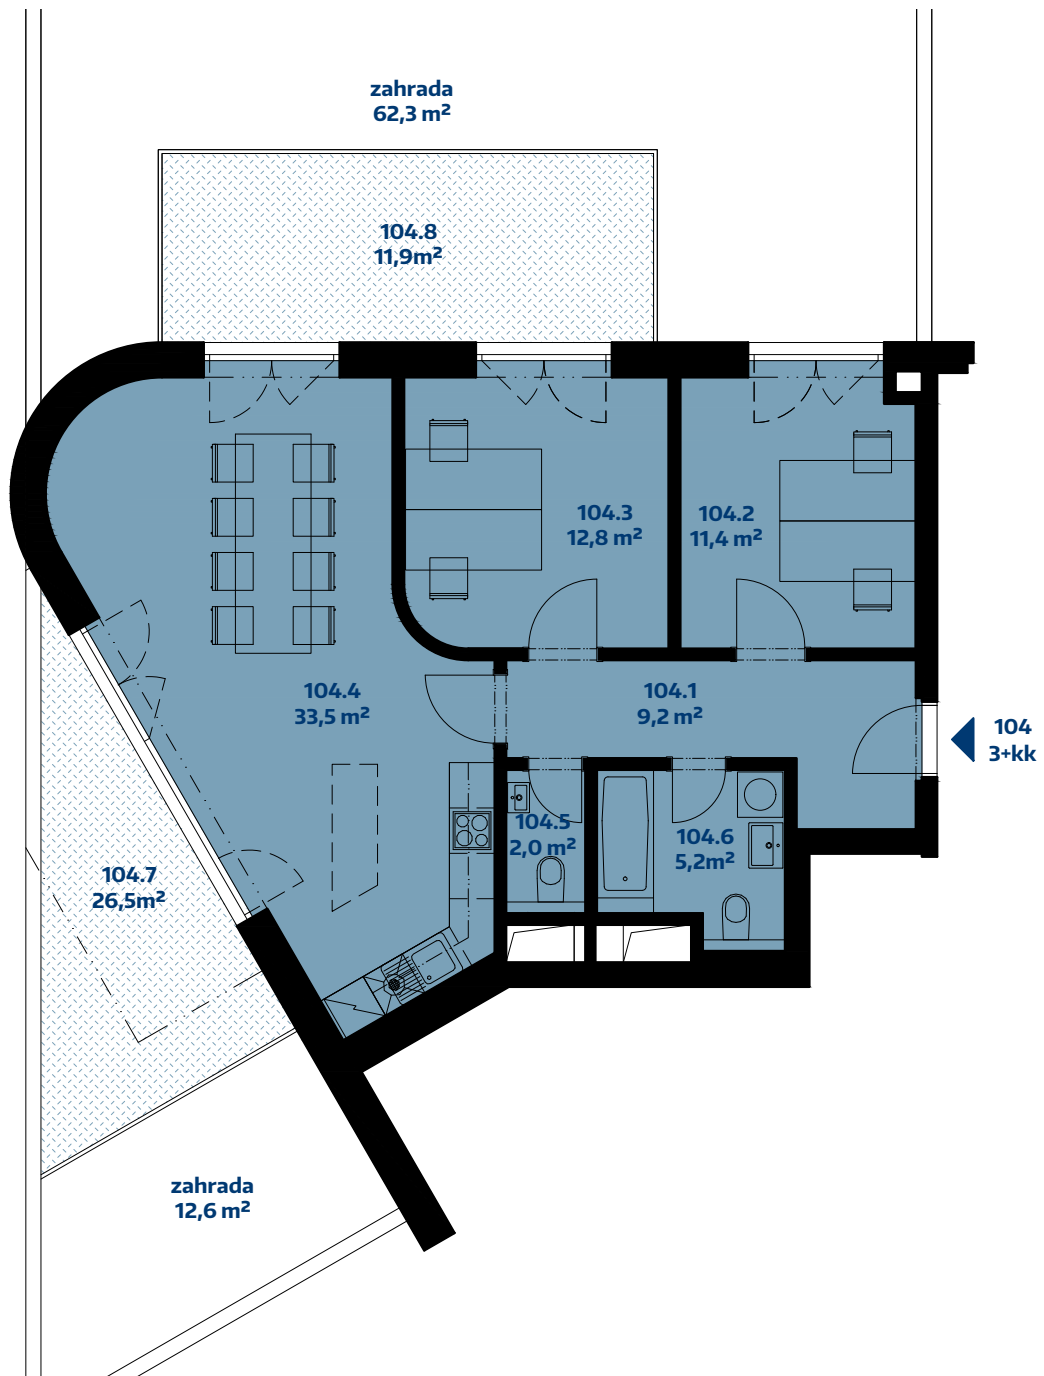 zahrada
62,3 m²
104.8
11,9m²
104.3
12,8 m²
104.2
11,4 m²
104.4
33,5 m²
104.1
9,2 m²
104
3+kk
104.5
2,0 m²
104.6
5,2m²
104.7
26,5m²
zahrada
12,6 m²